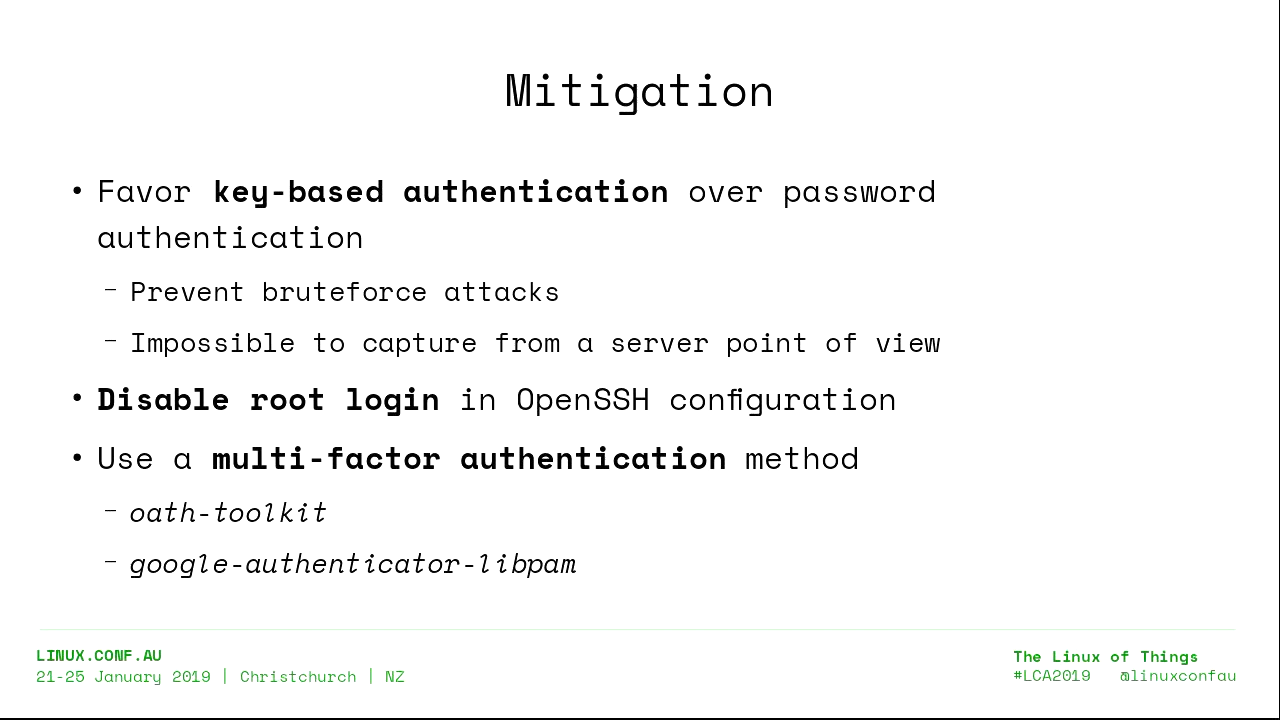 Mitigation
• Favor key-based authentication over password
authentication
– Prevent bruteforce attacks
– Impossible to capture from a server point of view
• Disable root login in OpenSSH configuration
• Use a multi-factor authentication method
– oath-toolkit
– google-authenticator-libpam
LINUX.CONF.AU
21-25 January 2019 | Christchurch | NZ
The Linux of Things
#LCA2019 @linuxconfau